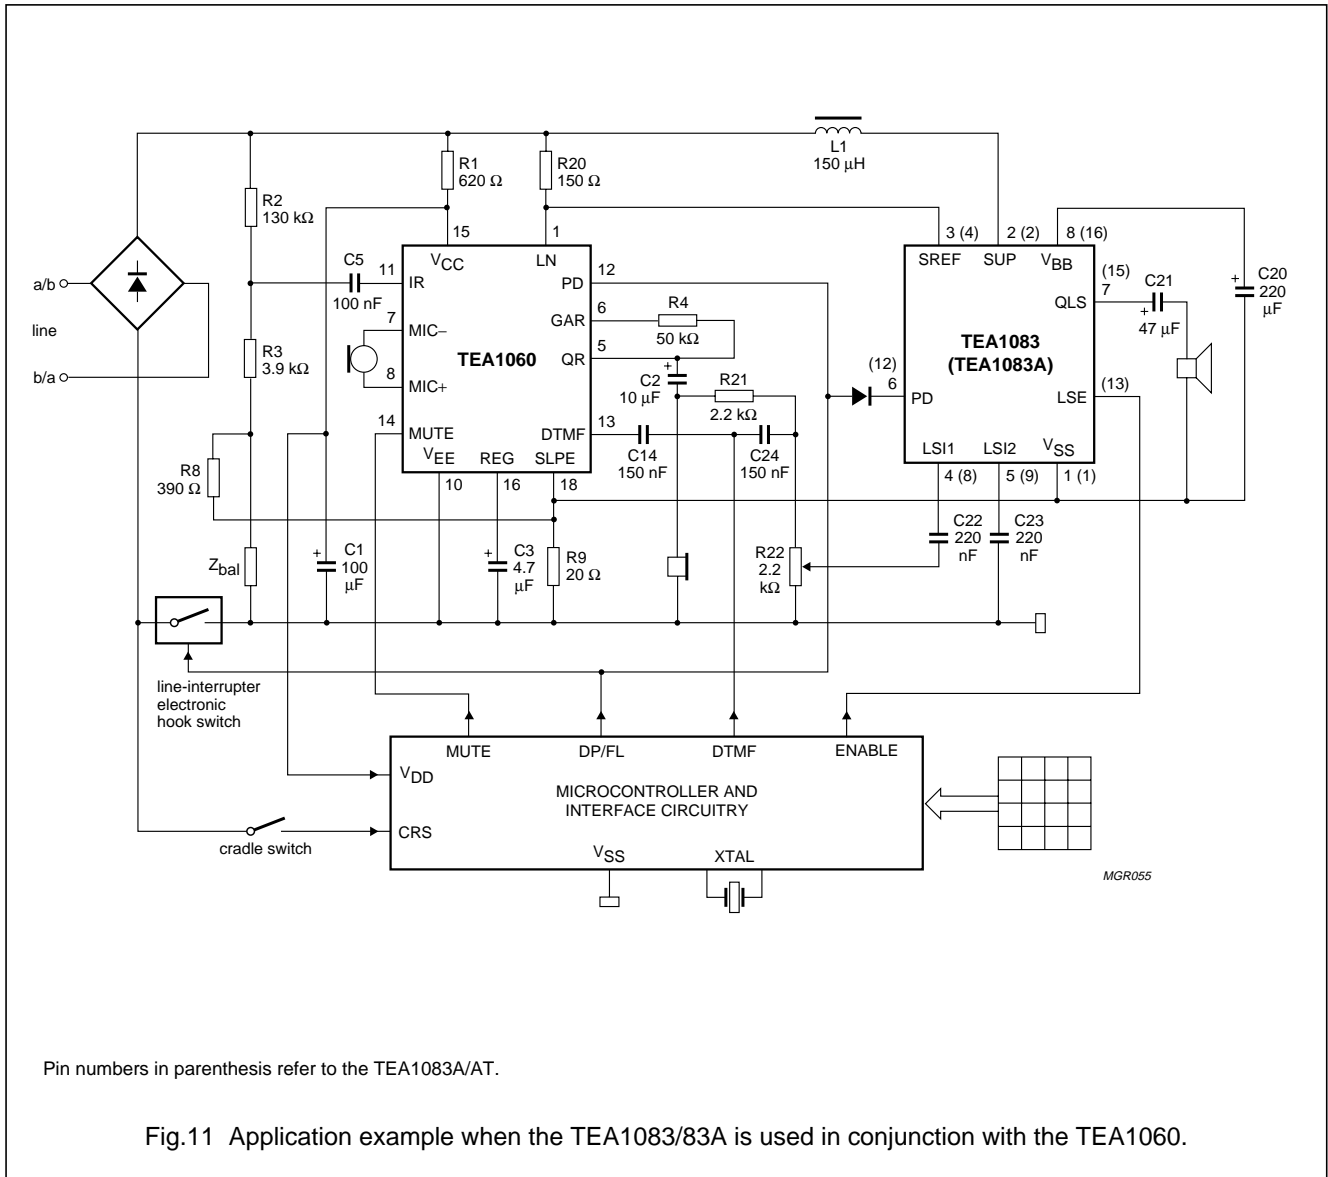 L1
150 μH
R1
620 Ω
R20
150 Ω
R2
130 kΩ
15
1
3 (4)
2 (2)
8 (16)
VCC
LN
SREF
SUP
VBB
C5
100 nF
11
IR
12
PD
(15)
7
QLS
C21
+
47 μF
+
C20
220
μF
a/b
line
b/a
7
MIC−
8
MIC+
TEA1060
6
GAR
R4
50 kΩ
5
QR
TEA1083
(TEA1083A)
R3
3.9 kΩ
+
C2
10 μF
R21
2.2 kΩ
(12)
6
PD
(13)
LSE
14
MUTE
13
DTMF
C14
150 nF
C24
150 nF
VEE
REG
SLPE
10
16
18
LSI1
LSI2
VSS
4 (8)
5 (9)
1 (1)
R8
390 Ω
Zbal
+
C1
100
μF
+
C3
4.7
μF
R9
20 Ω
R22
2.2
kΩ
C22
220
nF
C23
220
nF
line-interrupter
electronic
hook switch
MUTE
DP/FL
DTMF
ENABLE
VDD
MICROCONTROLLER AND
INTERFACE CIRCUITRY
CRS
cradle switch
VSS
XTAL
MGR055
Pin numbers in parenthesis refer to the TEA1083A/AT.
Fig.11 Application example when the TEA1083/83A is used in conjunction with the TEA1060.